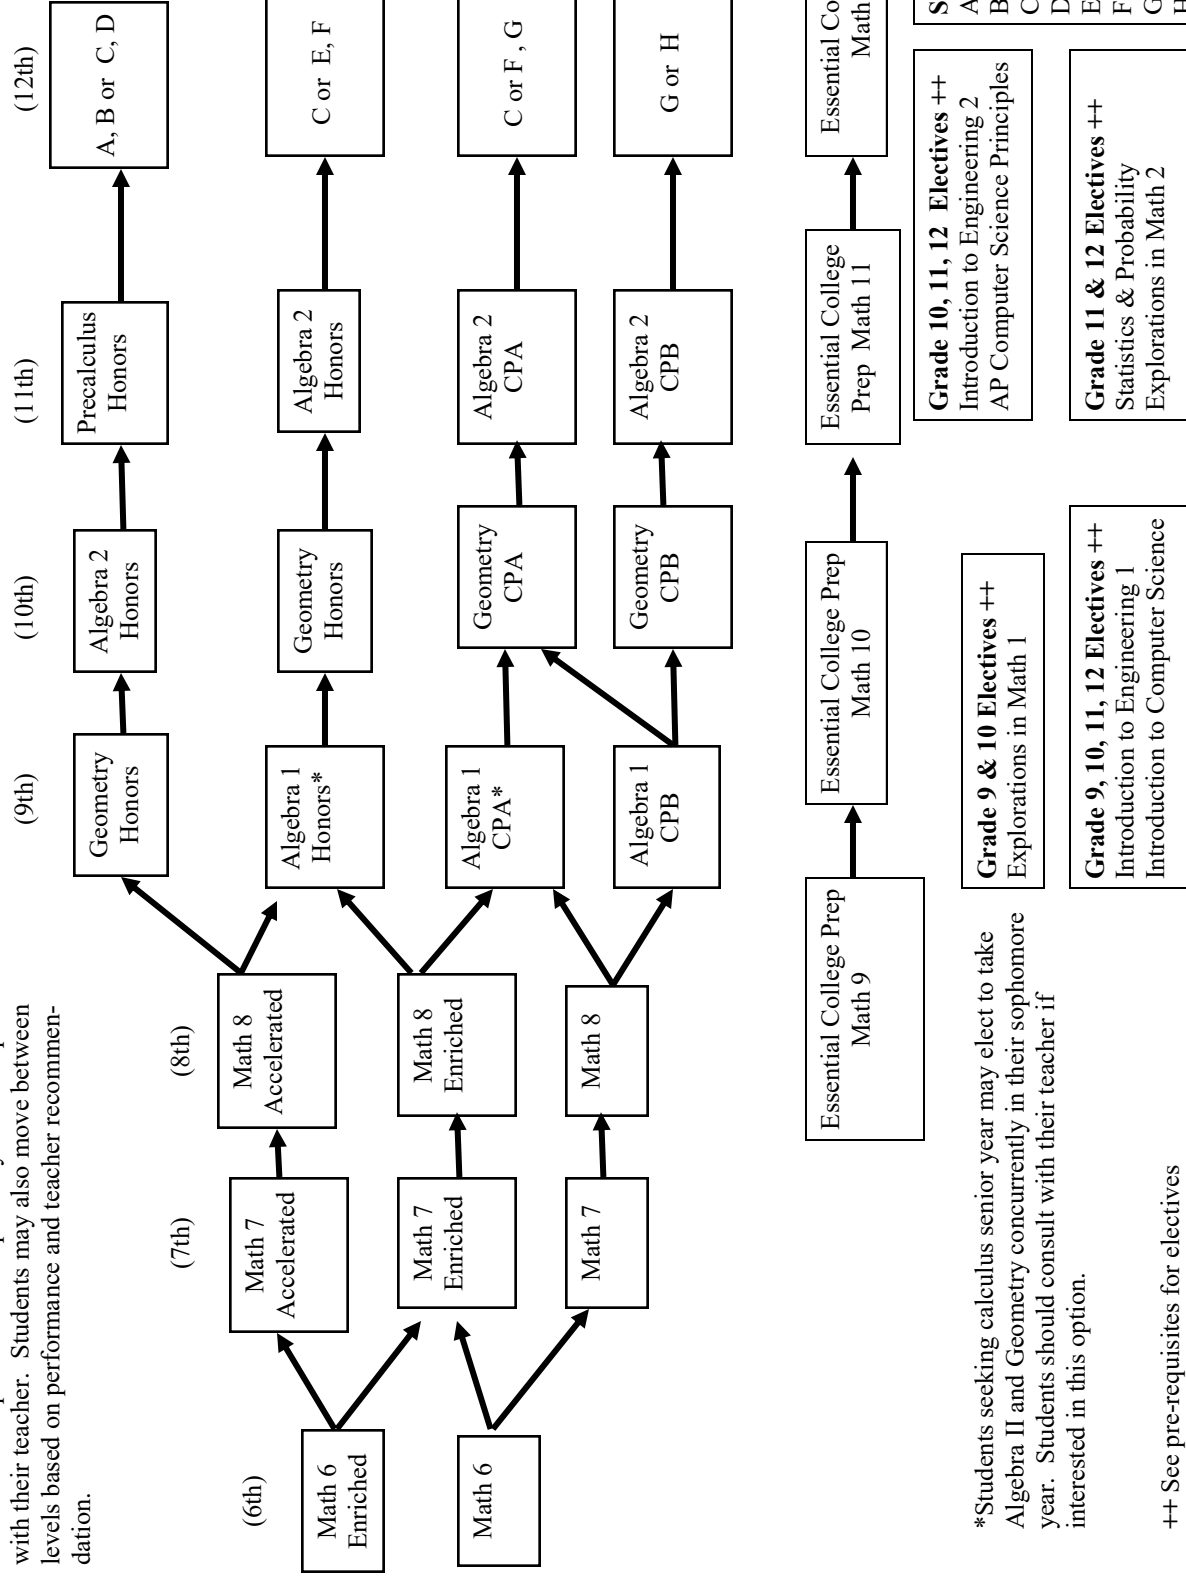 with their teacher. Students may also move between
levels based on performance and teacher recommen-
dation.
(6th)
(7th)
(8th)
(9th)
(10th)
(11th)
(12th)
Math 6
Enriched
Math 6
Math 7
Accelerated
Math 7
Enriched
Math 7
Math 8
Accelerated
Math 8
Enriched
Math 8
Geometry
Honors
Algebra 1
Honors*
Algebra 1
CPA*
Algebra 1
CPB
Algebra 2
Honors
Geometry
Honors
Geometry
CPA
Geometry
CPB
Precalculus
Honors
Algebra 2
Honors
Algebra 2
CPA
Algebra 2
CPB
A, B or C, D
C or E, F
C or F , G
G or H
Essential College Prep
Math 9
Essential College Prep
Math 10
Essential College
Prep Math 11
Essential
Math
*Students seeking calculus senior year may elect to take
Algebra II and Geometry concurrently in their sophomore
year. Students should consult with their teacher if
interested in this option.
++ See pre-requisites for electives
Grade 9 & 10 Electives ++
Explorations in Math 1
Grade 9, 10, 11, 12 Electives ++
Introduction to Engineering 1
Introduction to Computer Science
Grade 10, 11, 12 Electives ++
Introduction to Engineering 2
AP Computer Science Principles
Grade 11 & 12 Electives ++
Statistics & Probability
Explorations in Math 2
S
A
B
C
D
E
F
G
H